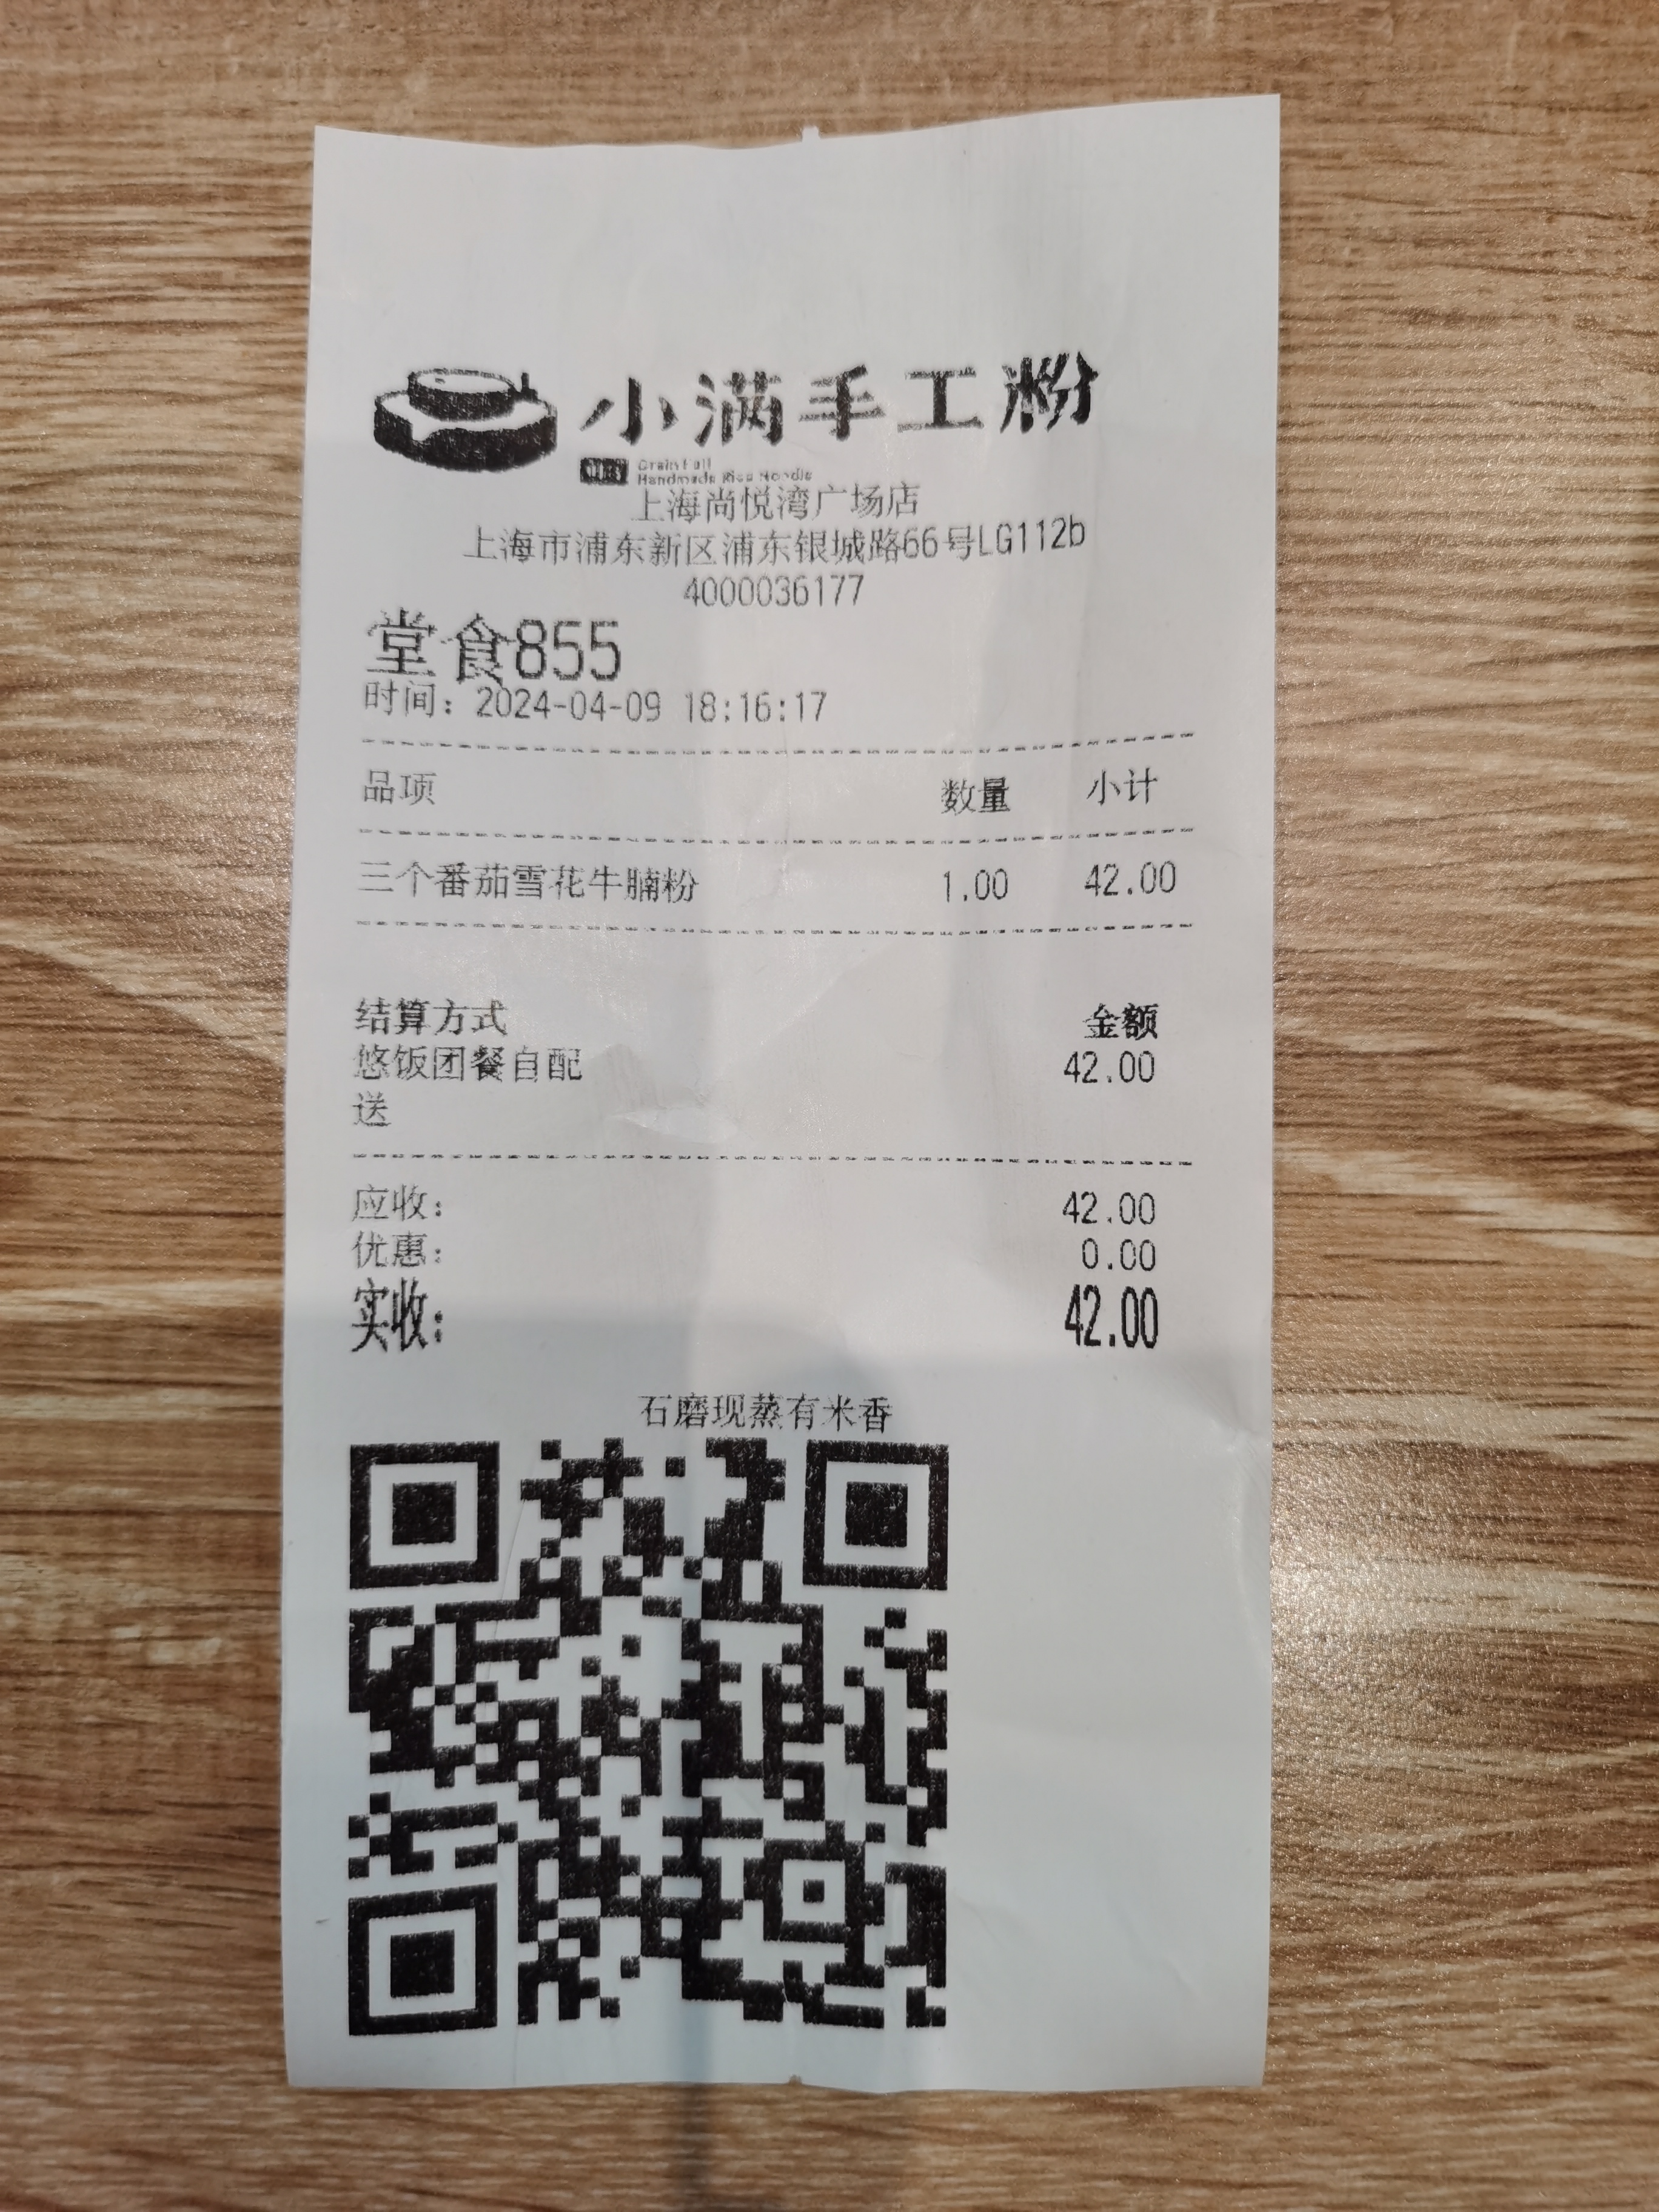 小满手工粉
Grain Full
Handmade Rice Noodle
上海尚悦湾广场店
上海市浦东新区浦东银城路66号LG112b
4000036177
堂食855
时间：2024-04-09 18:16:17
品项 数量 小计
三个番茄雪花牛腩粉 1.00 42.00
结算方式 金额
悠饭团餐自配 42.00
送
应收： 42.00
优惠： 0.00
实收： 42.00
石磨现蒸有米香